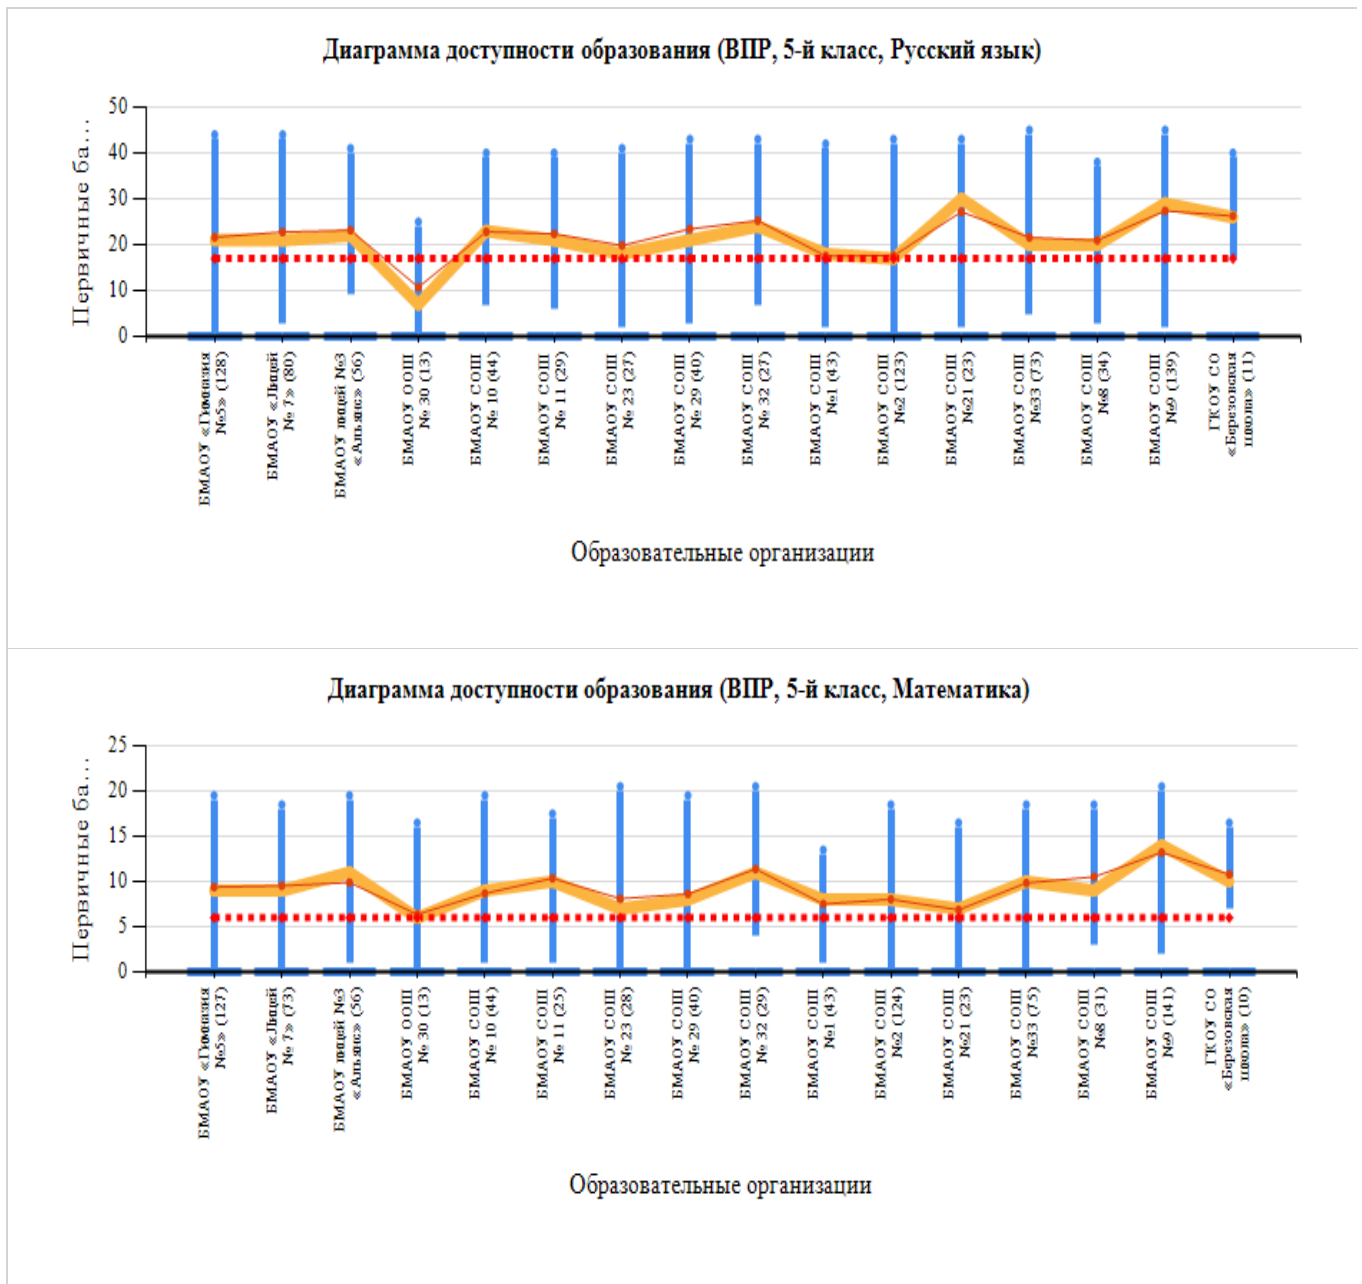 Диаграмма доступности образования (ВПР, 5-й класс, Русский язык)
Первичные ба...
50
40
30
20
10
0
БМАОУ «Гимназия
№5» (128)
БМАОУ «Лицей
№ 7» (80)
БМАОУ лицей №3
«Альянс» (56)
БМАОУ ООШ
№ 30 (13)
БМАОУ СОШ
№ 10 (44)
БМАОУ СОШ
№ 11 (29)
БМАОУ СОШ
№ 23 (27)
БМАОУ СОШ
№ 29 (40)
БМАОУ СОШ
№ 32 (27)
БМАОУ СОШ
№1 (43)
БМАОУ СОШ
№2 (123)
БМАОУ СОШ
№21 (23)
БМАОУ СОШ
№33 (73)
БМАОУ СОШ
№8 (34)
БМАОУ СОШ
№9 (139)
ГКОУ СО
«Березовская
школа» (11)
Образовательные организации
Диаграмма доступности образования (ВПР, 5-й класс, Математика)
Первичные ба...
25
20
15
10
5
0
БМАОУ «Гимназия
№5» (127)
БМАОУ «Лицей
№ 7» (73)
БМАОУ лицей №3
«Альянс» (56)
БМАОУ ООШ
№ 30 (13)
БМАОУ СОШ
№ 10 (44)
БМАОУ СОШ
№ 11 (25)
БМАОУ СОШ
№ 23 (28)
БМАОУ СОШ
№ 29 (40)
БМАОУ СОШ
№ 32 (29)
БМАОУ СОШ
№1 (43)
БМАОУ СОШ
№2 (124)
БМАОУ СОШ
№21 (23)
БМАОУ СОШ
№33 (75)
БМАОУ СОШ
№8 (31)
БМАОУ СОШ
№9 (141)
ГКОУ СО
«Березовская
школа» (10)
Образовательные организации